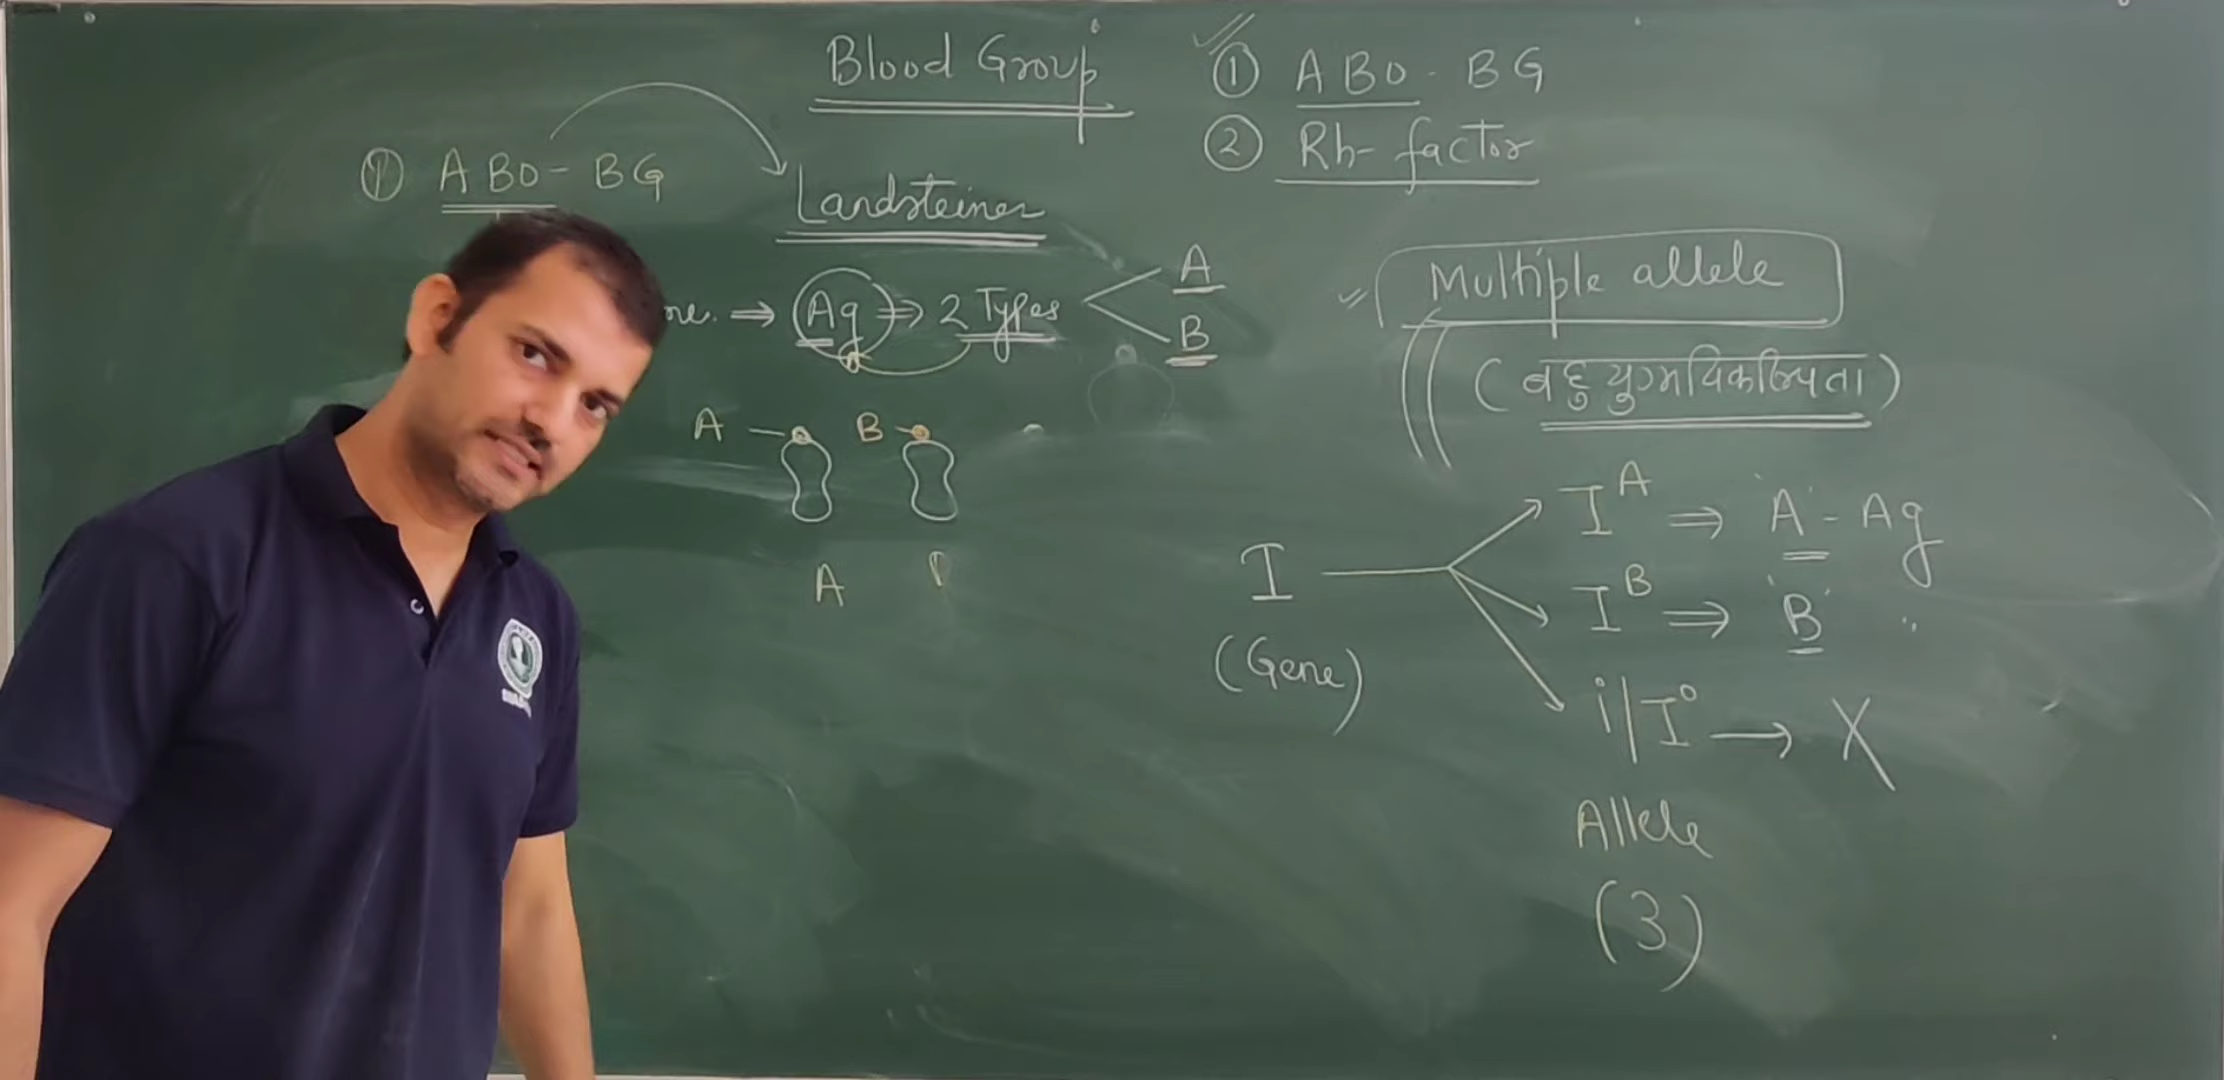 Blood Group
① ABO - BG
② Rh- factor
① ABO - BG
Landsteiner
⇒ Ag ⇒ 2 Types
A
B
A B
A
Multiple allele
(बहुयुग्मविकल्पिता)
I
(Gene)
I^A ⇒ 'A' - Ag
I^B ⇒ 'B' "
i/I^o → X
Allele
(3)